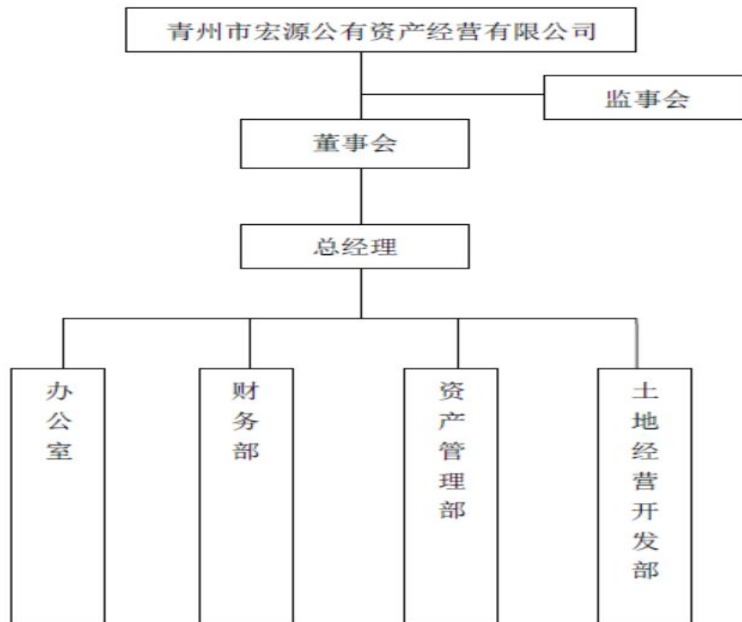 青州市宏源公有资产经营有限公司
监事会
董事会
总经理
办公室
财务部
资产管理部
土地经营开发部